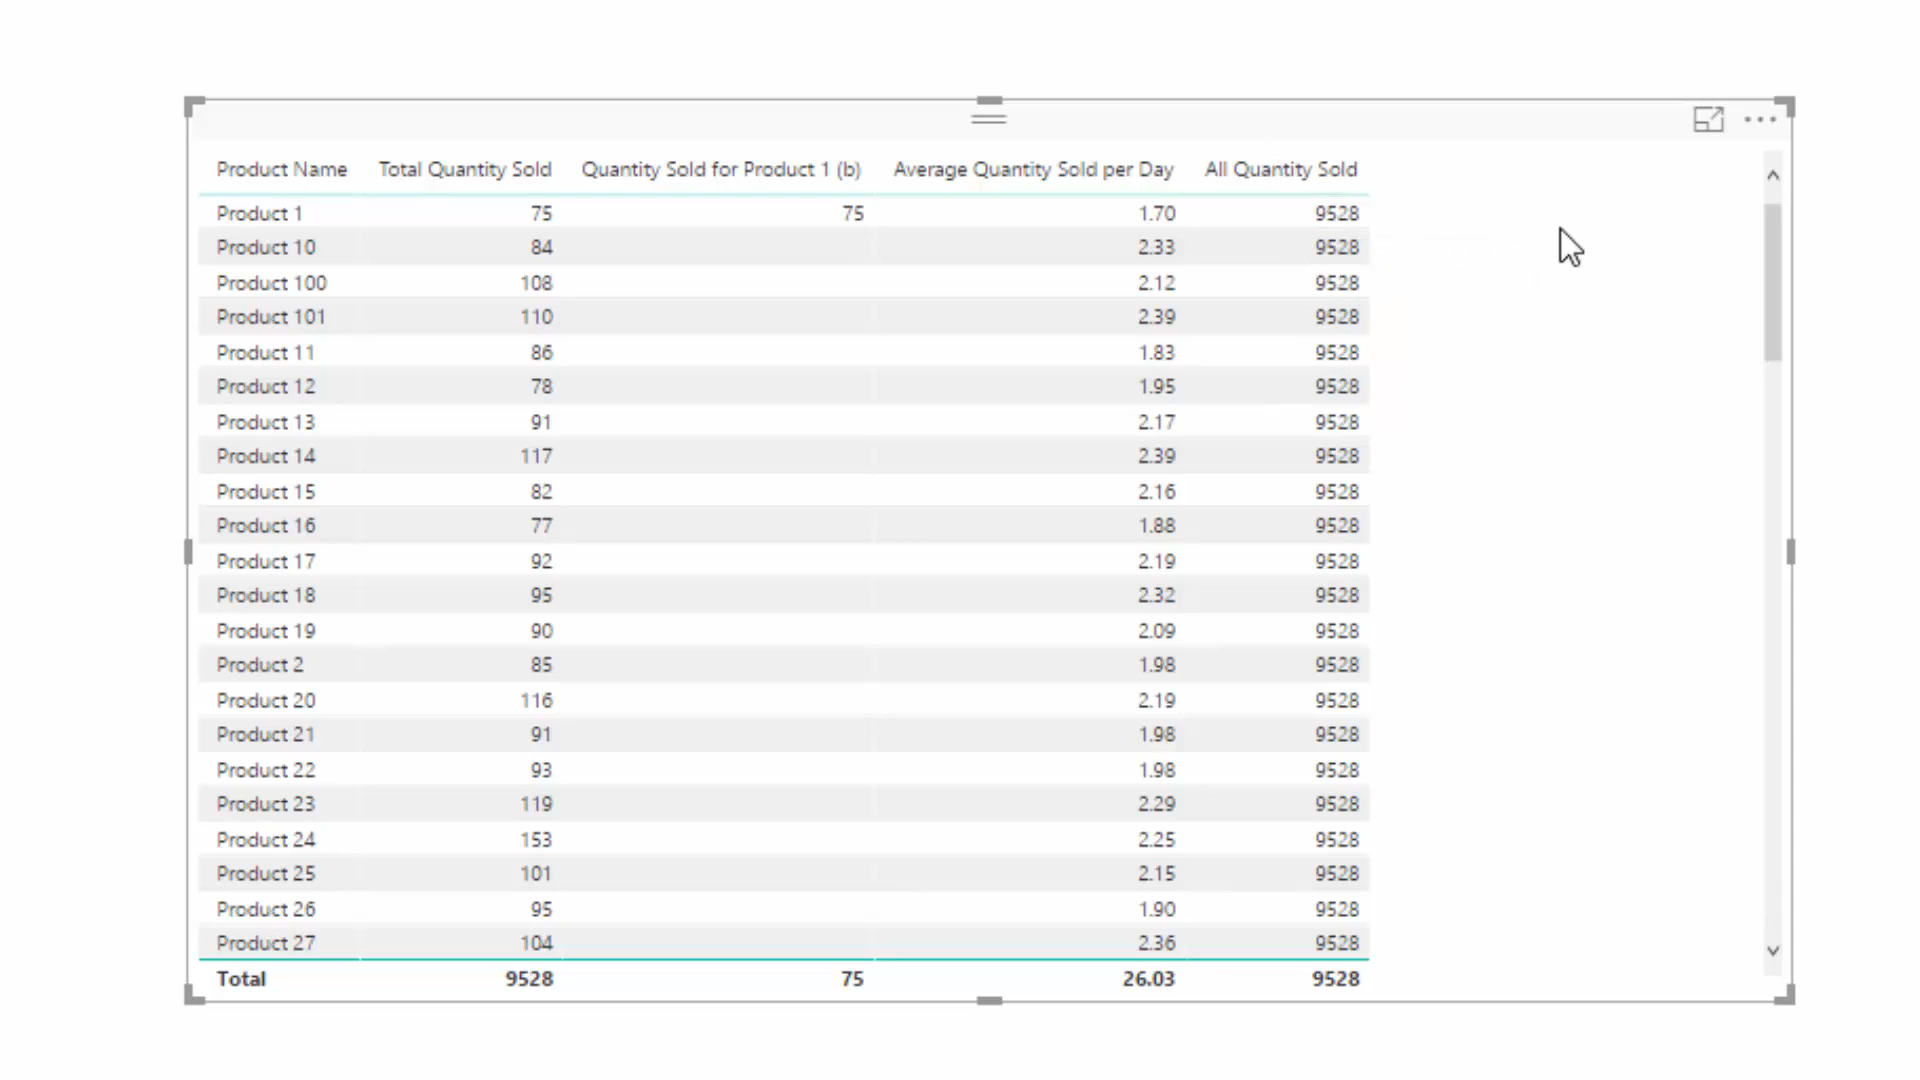 Product Name Total Quantity Sold Quantity Sold for Product 1 (b) Average Quantity Sold per Day All Quantity Sold
Product 1 75 75 1.70 9528
Product 10 84 2.33 9528
Product 100 108 2.12 9528
Product 101 110 2.39 9528
Product 11 86 1.83 9528
Product 12 78 1.95 9528
Product 13 91 2.17 9528
Product 14 117 2.39 9528
Product 15 82 2.16 9528
Product 16 77 1.88 9528
Product 17 92 2.19 9528
Product 18 95 2.32 9528
Product 19 90 2.09 9528
Product 2 85 1.98 9528
Product 20 116 2.19 9528
Product 21 91 1.98 9528
Product 22 93 1.98 9528
Product 23 119 2.29 9528
Product 24 153 2.25 9528
Product 25 101 2.15 9528
Product 26 95 1.90 9528
Product 27 104 2.36 9528
Total 9528 75 26.03 9528